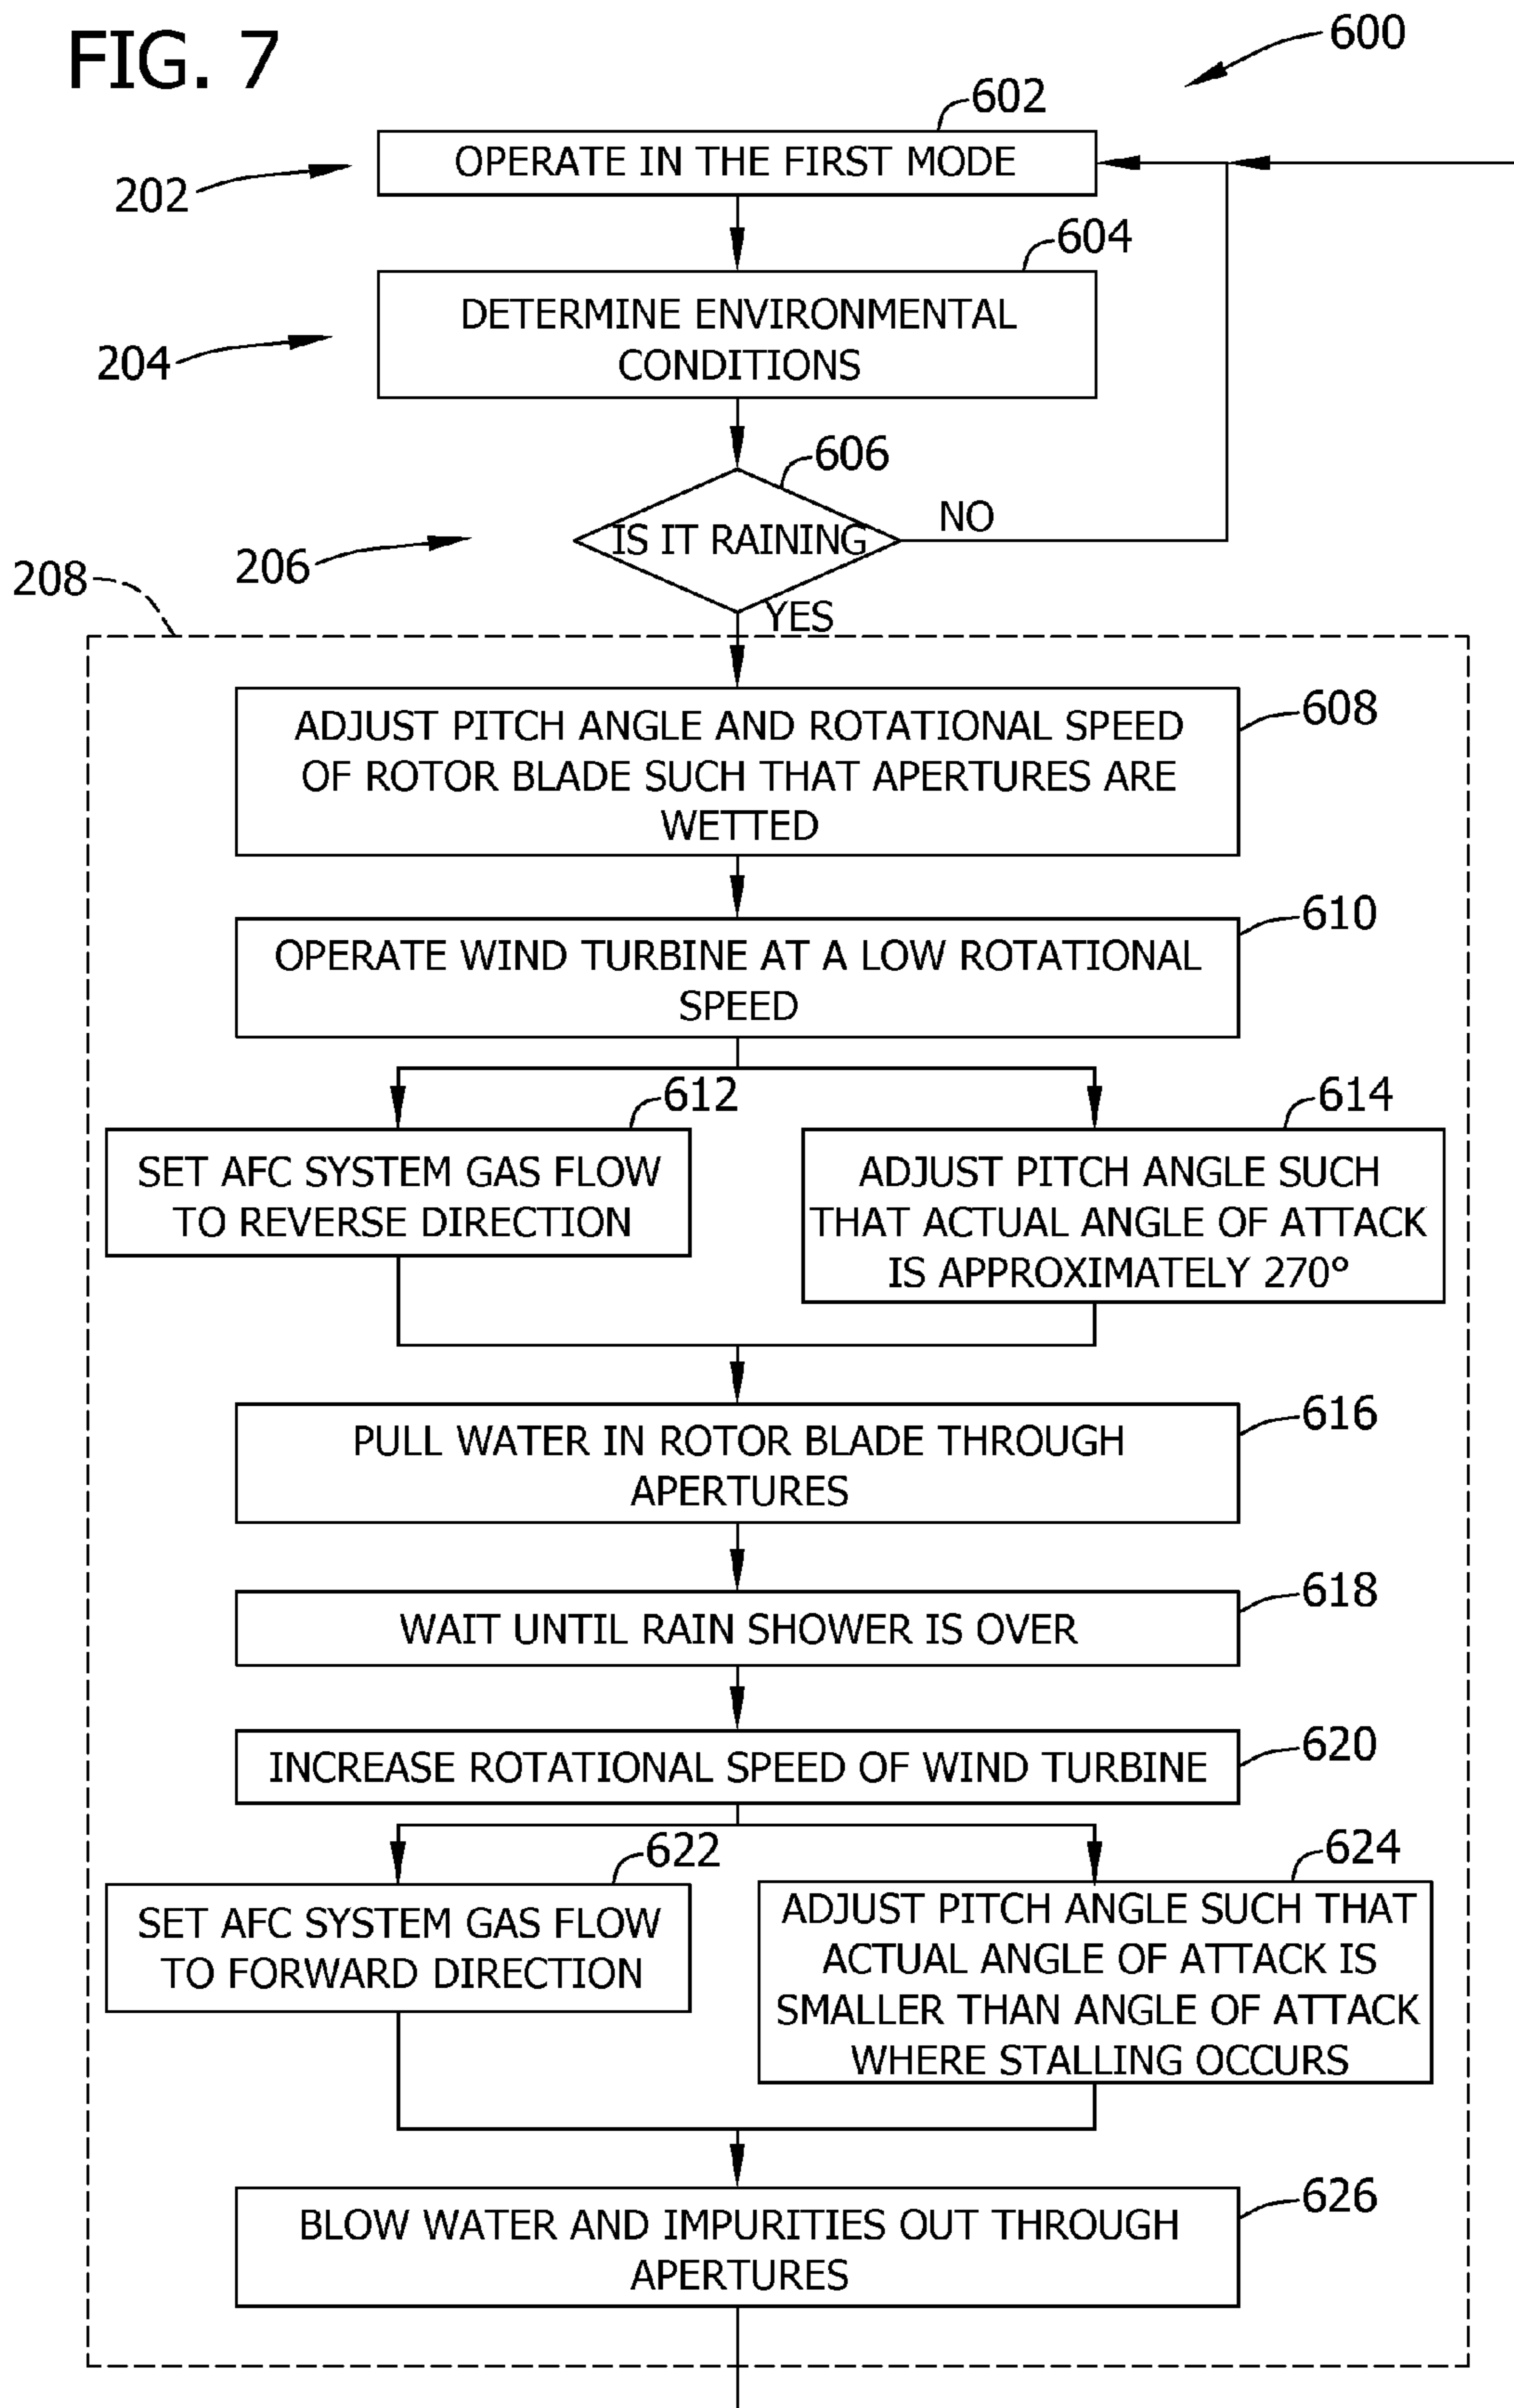 FIG. 7
600
602
OPERATE IN THE FIRST MODE
202
604
DETERMINE ENVIRONMENTAL
CONDITIONS
204
606
IS IT RAINING
NO
206
208
YES
608
ADJUST PITCH ANGLE AND ROTATIONAL SPEED
OF ROTOR BLADE SUCH THAT APERTURES ARE
WETTED
610
OPERATE WIND TURBINE AT A LOW ROTATIONAL
SPEED
612
SET AFC SYSTEM GAS FLOW
TO REVERSE DIRECTION
614
ADJUST PITCH ANGLE SUCH
THAT ACTUAL ANGLE OF ATTACK
IS APPROXIMATELY 270°
616
PULL WATER IN ROTOR BLADE THROUGH
APERTURES
618
WAIT UNTIL RAIN SHOWER IS OVER
620
INCREASE ROTATIONAL SPEED OF WIND TURBINE
622
SET AFC SYSTEM GAS FLOW
TO FORWARD DIRECTION
624
ADJUST PITCH ANGLE SUCH THAT
ACTUAL ANGLE OF ATTACK IS
SMALLER THAN ANGLE OF ATTACK
WHERE STALLING OCCURS
626
BLOW WATER AND IMPURITIES OUT THROUGH
APERTURES